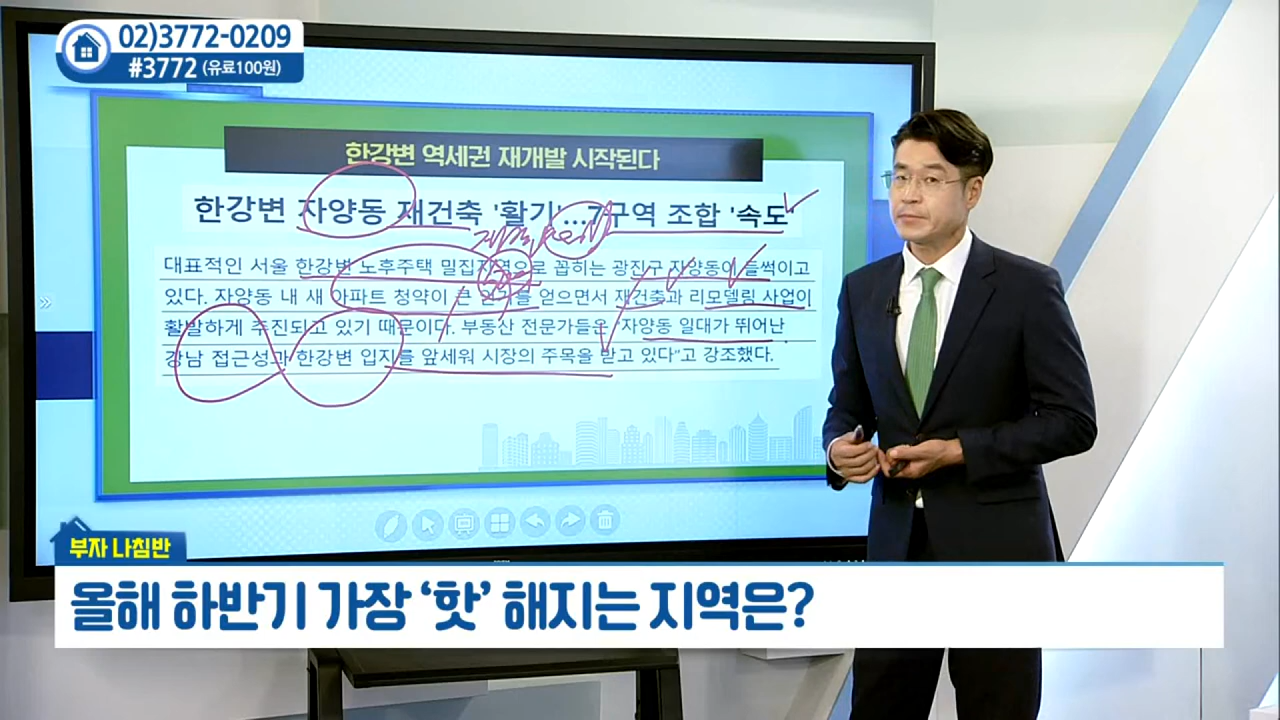 02)3772-0209
#3772 (유료100원)
한강변 역세권 재개발 시작된다
한강변 자양동 재건축 '활기'...7구역 조합 '속도'
대표적인 서울 한강변 노후주택 밀집지역으로 꼽히는 광진구 자양동이 들썩이고
있다. 자양동 내 새 아파트 청약이 큰 인기를 얻으면서 재건축과 리모델링 사업이
활발하게 추진되고 있기 때문이다. 부동산 전문가들은 "자양동 일대가 뛰어난
강남 접근성과 한강변 입지를 앞세워 시장의 주목을 받고 있다"고 강조했다.
부자 나침반
올해 하반기 가장 ‘핫’ 해지는 지역은?